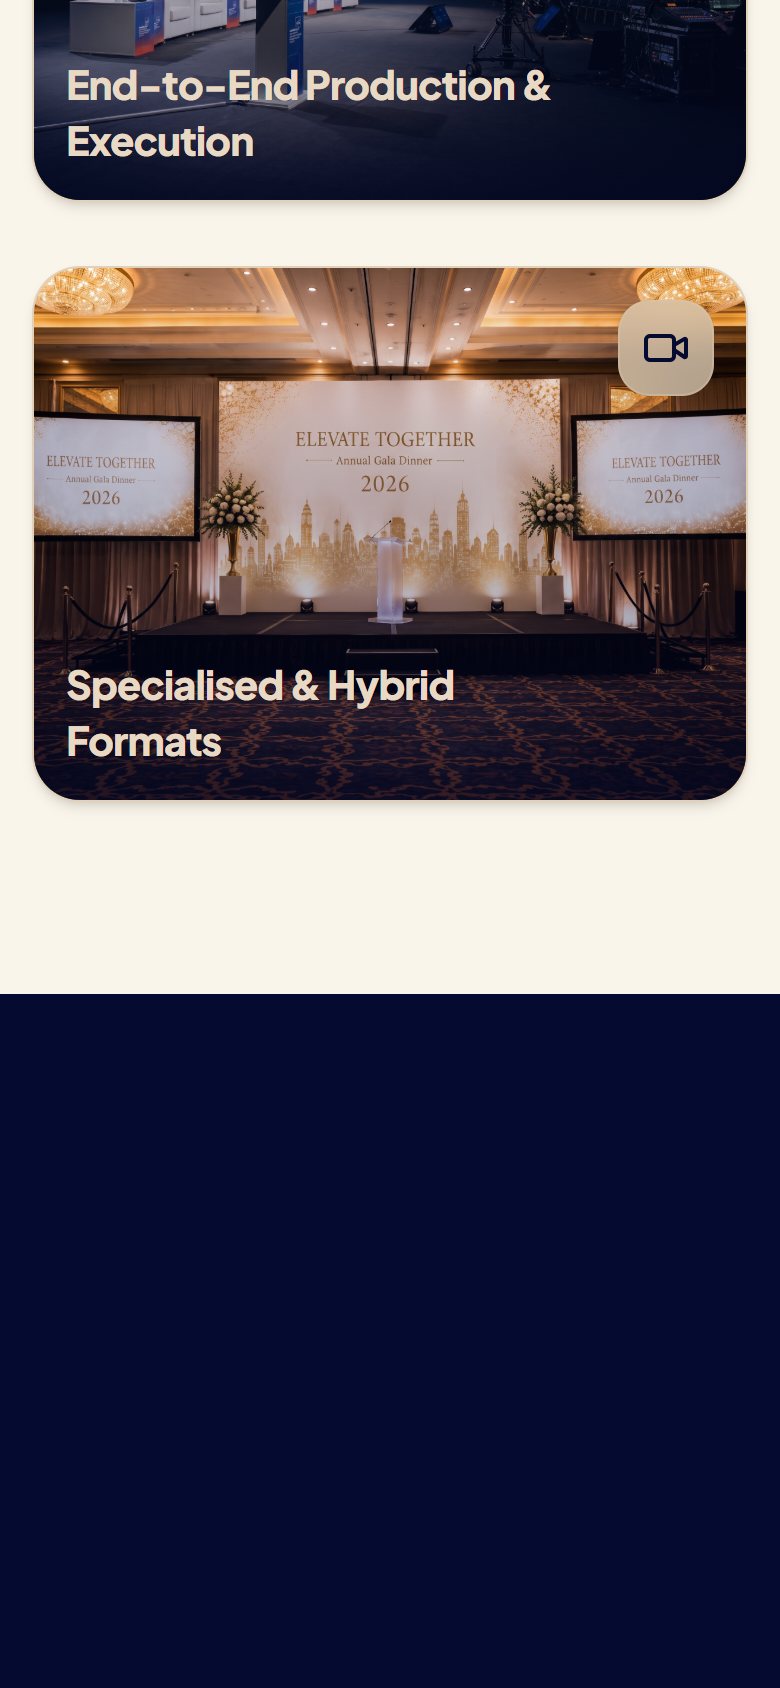 End-to-End Production &
Execution
ELEVATE TOGETHER
Annual Gala Dinner
2026
ELEVATE TOGETHER
Annual Gala Dinner
2026
ELEVATE TOGETHER
Annual Gala Dinner
2026
Specialised & Hybrid
Formats